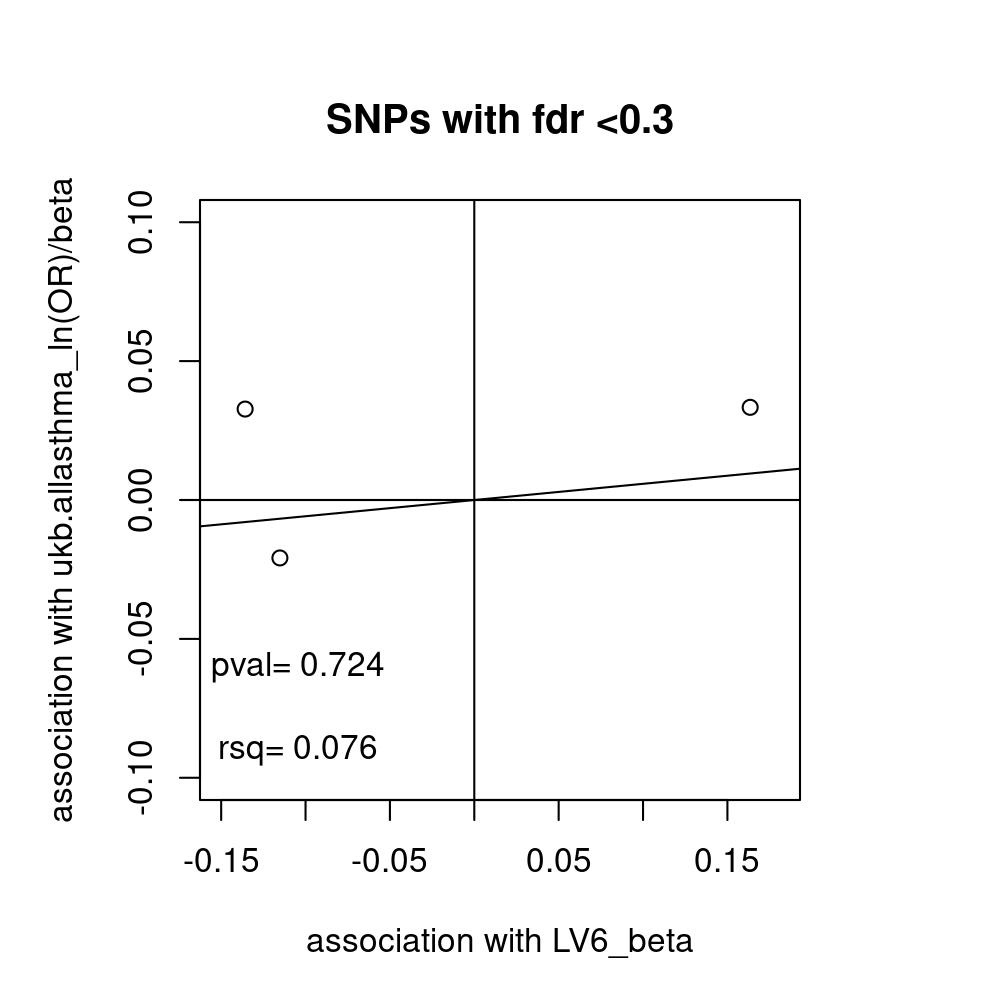 SNPs with fdr <0.3
association with ukb.allasthma_ln(OR)/beta
0.10
0.05
0.00
-0.05
-0.10
pval= 0.724
rsq= 0.076
-0.15
-0.05
0.05
0.15
association with LV6_beta